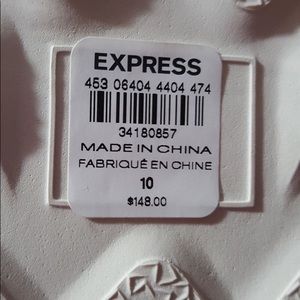 EXPRESS
453 06404 4404 474
34180857
MADE IN CHINA
FABRIQUÉ EN CHINE
10
$148.00